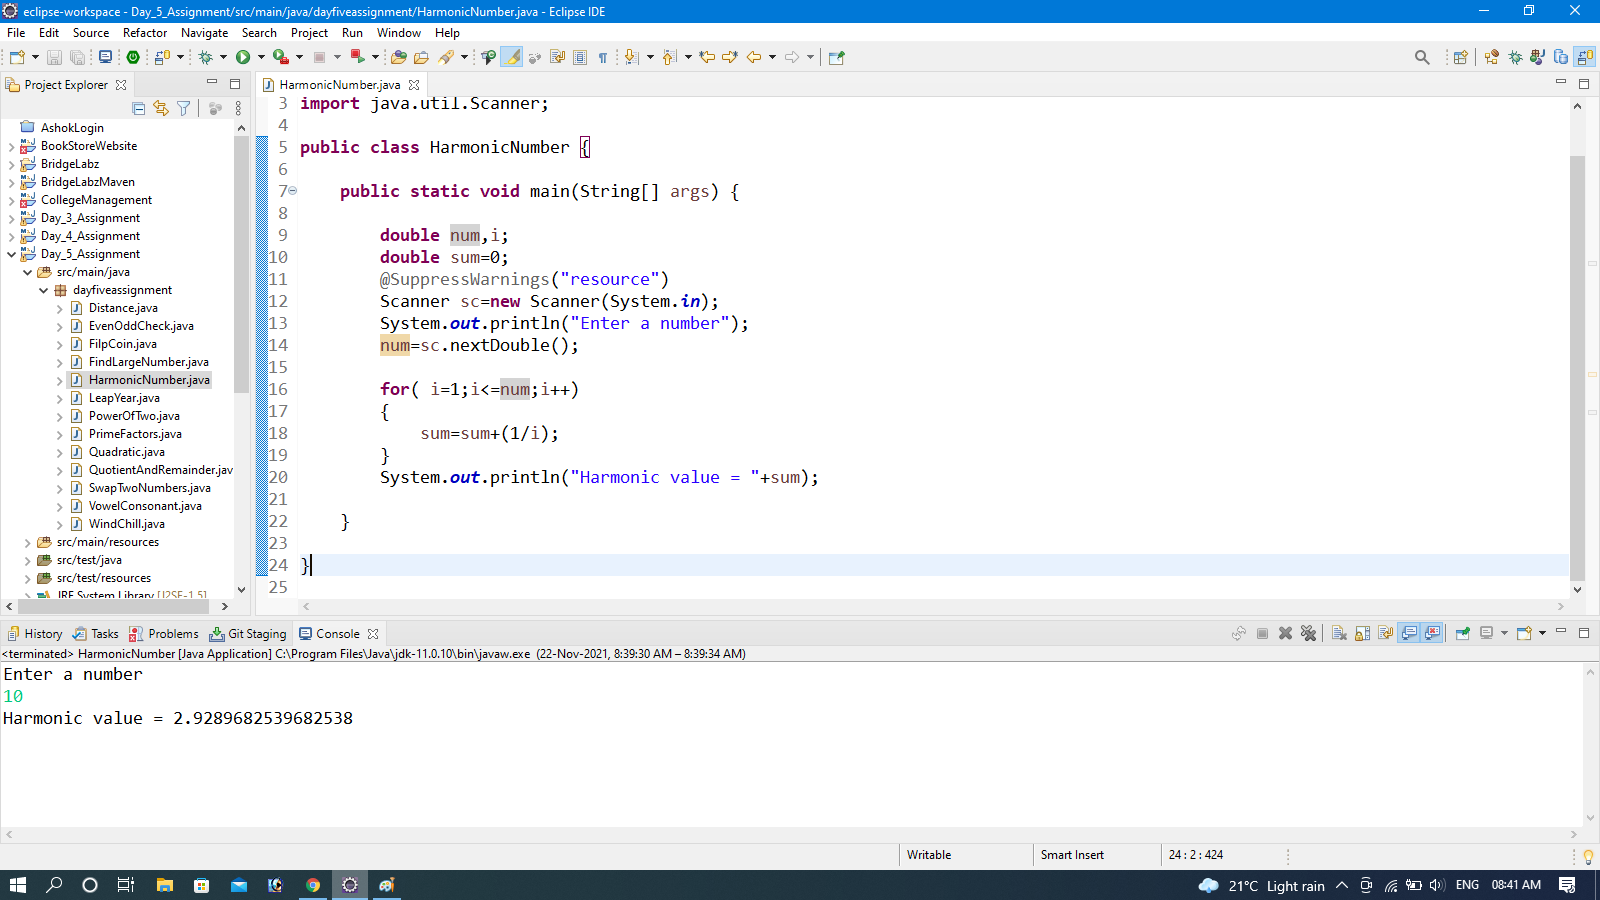 eclipse-workspace - Day_5_Assignment/src/main/java/dayfiveassignment/HarmonicNumber.java - Eclipse IDE
File Edit Source Refactor Navigate Search Project Run Window Help
Project Explorer
AshokLogin
BookStoreWebsite
BridgeLabz
BridgeLabzMaven
CollegeManagement
Day_3_Assignment
Day_4_Assignment
Day_5_Assignment
src/main/java
dayfiveassignment
Distance.java
EvenOddCheck.java
FilpCoin.java
FindLargeNumber.java
HarmonicNumber.java
LeapYear.java
PowerOfTwo.java
PrimeFactors.java
Quadratic.java
QuotientAndRemainder.jav
SwapTwoNumbers.java
VowelConsonant.java
WindChill.java
src/main/resources
src/test/java
src/test/resources
JRE System Library [J2SE-1.5]
HarmonicNumber.java
3 import java.util.Scanner;
4
5 public class HarmonicNumber {
6
7 public static void main(String[] args) {
8
9 double num,i;
10 double sum=0;
11 @SuppressWarnings("resource")
12 Scanner sc=new Scanner(System.in);
13 System.out.println("Enter a number");
14 num=sc.nextDouble();
15
16 for( i=1;i<=num;i++)
17 {
18 sum=sum+(1/i);
19 }
20 System.out.println("Harmonic value = "+sum);
21
22 }
23
24 }
25
History Tasks Problems Git Staging Console
<terminated> HarmonicNumber [Java Application] C:\Program Files\Java\jdk-11.0.10\bin\javaw.exe (22-Nov-2021, 8:39:30 AM – 8:39:34 AM)
Enter a number
10
Harmonic value = 2.9289682539682538
Writable Smart Insert 24 : 2 : 424
21°C Light rain ENG 08:41 AM